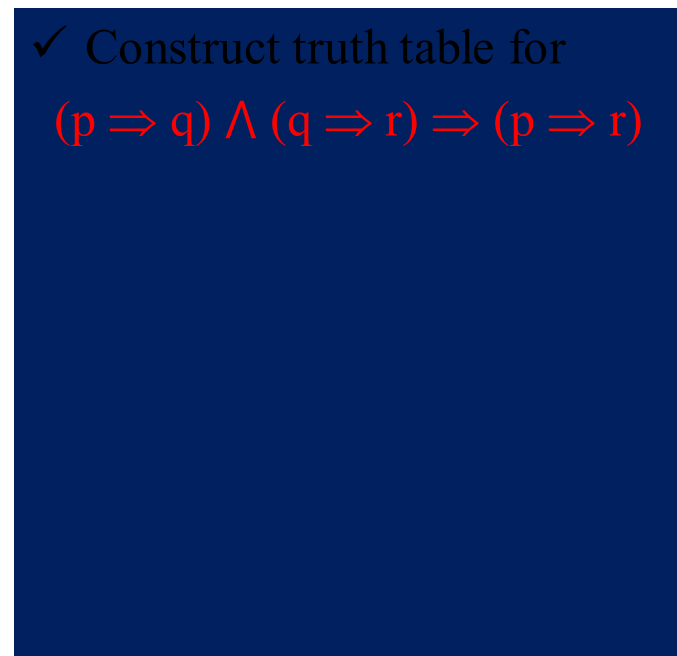 ✓ Construct truth table for
(p ⇒ q) ⋀ (q ⇒ r) ⇒ (p ⇒ r)